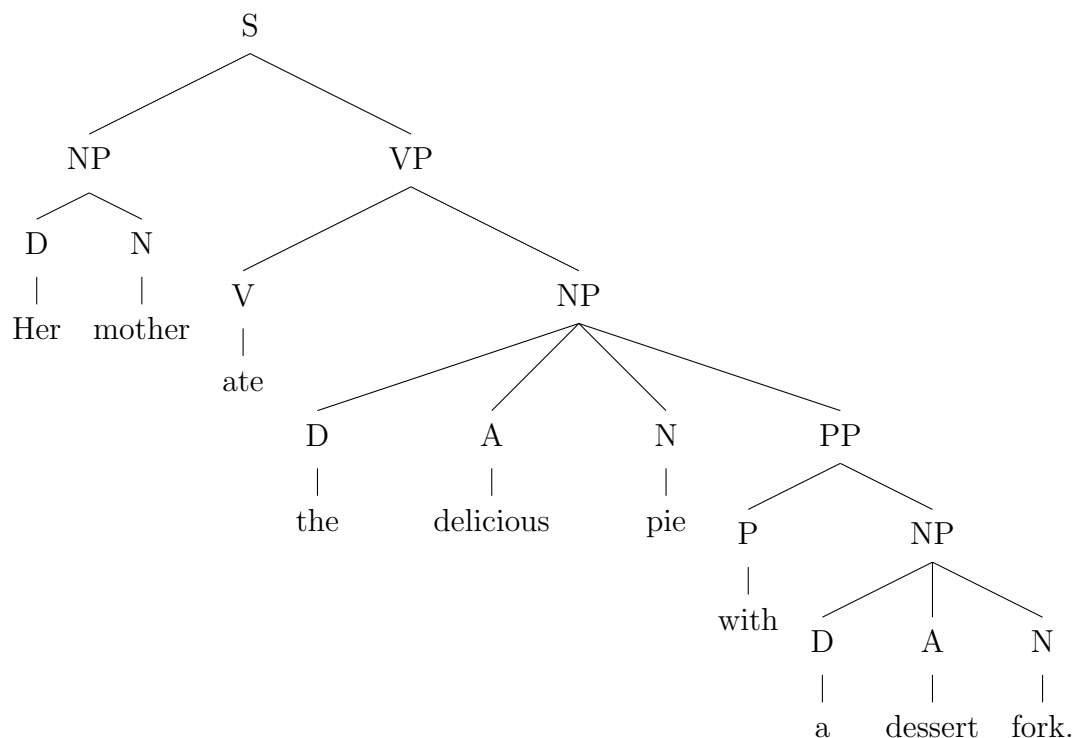 S
NP VP
D N
V NP
Her mother
ate
D A N PP
the delicious pie
P NP
with
D A N
a dessert fork.